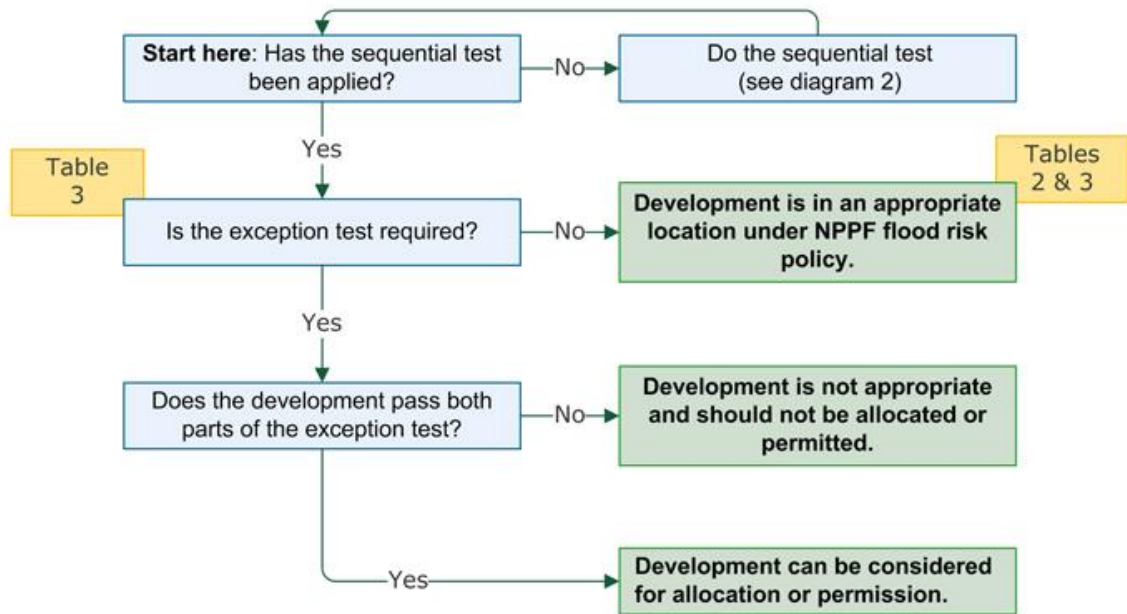 Start here: Has the sequential test
been applied?
No
Do the sequential test
(see diagram 2)
Yes
Table
3
Tables
2 & 3
Is the exception test required?
No
Development is in an appropriate
location under NPPF flood risk
policy.
Yes
Does the development pass both
parts of the exception test?
No
Development is not appropriate
and should not be allocated or
permitted.
Yes
Development can be considered
for allocation or permission.